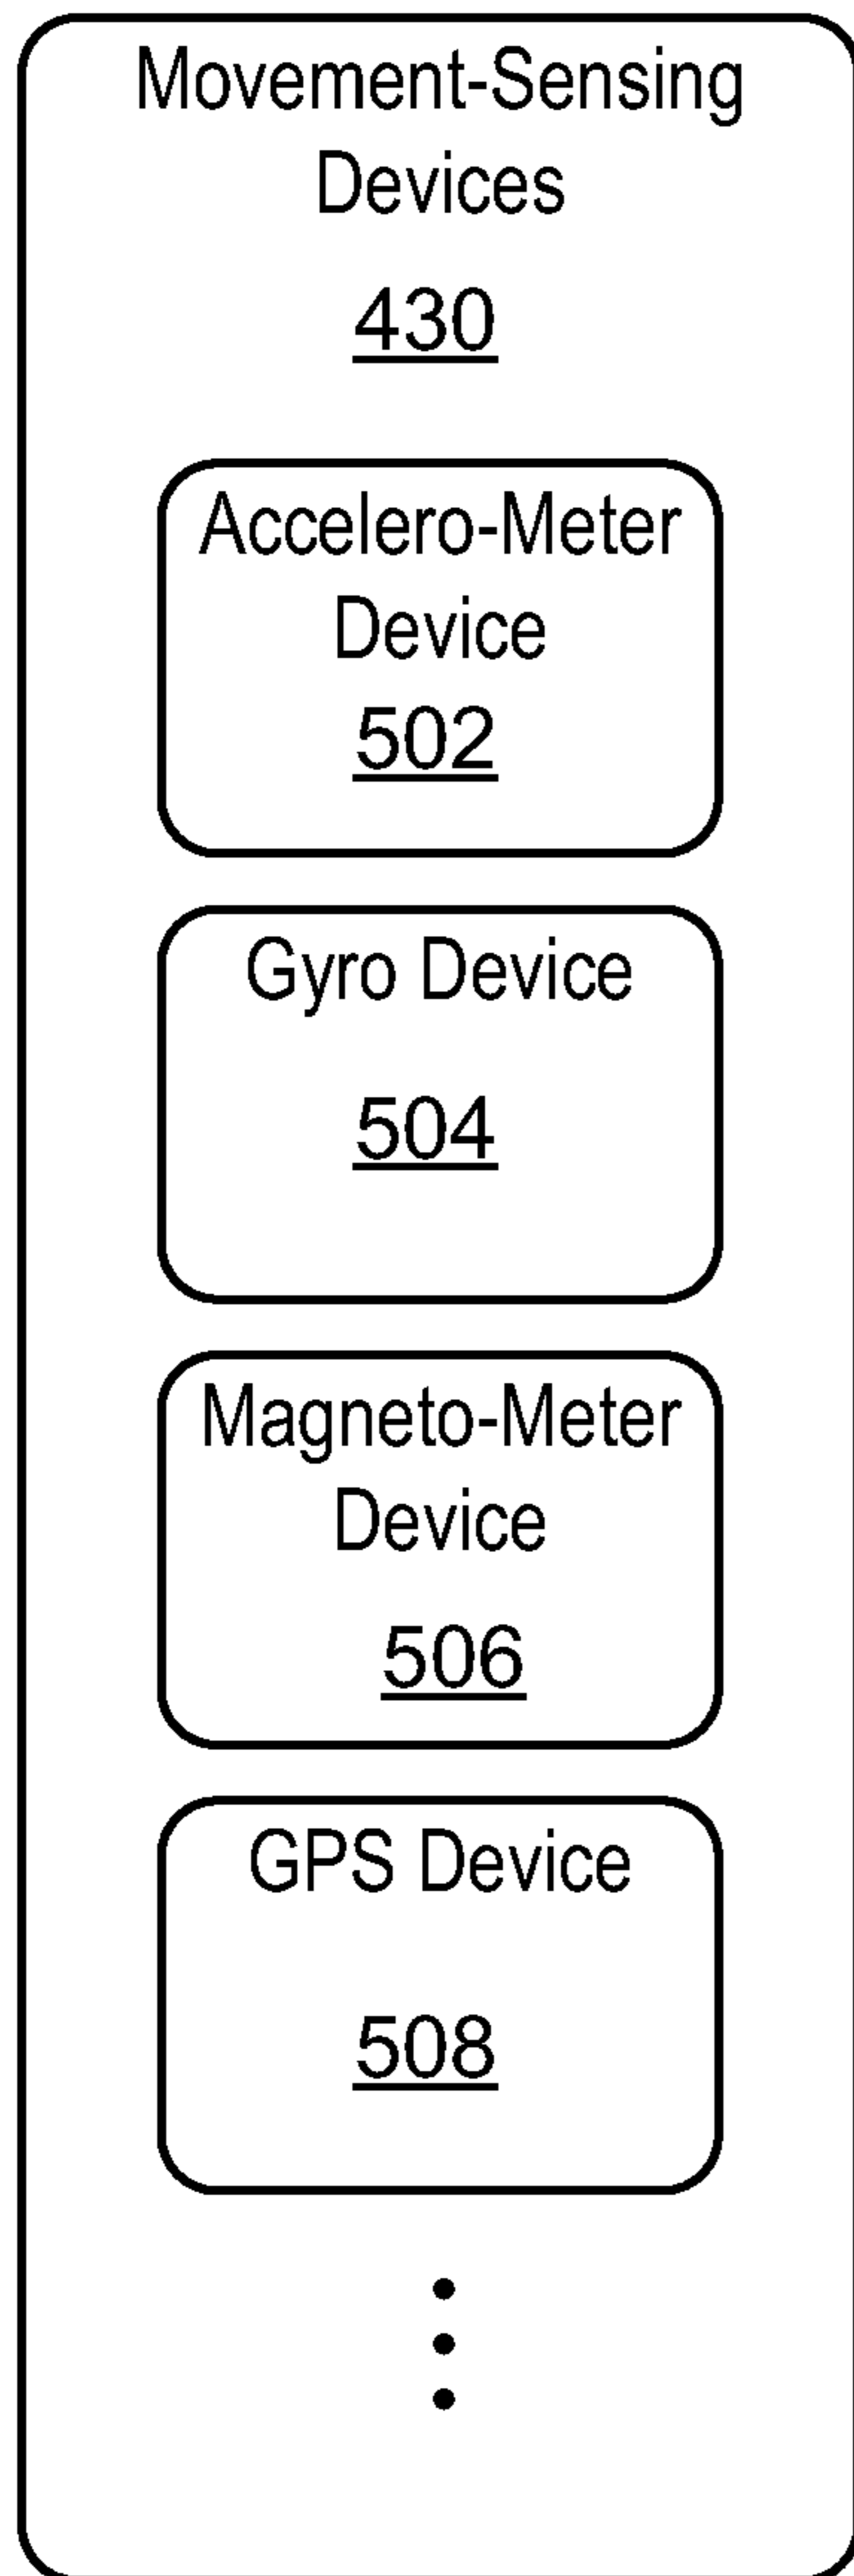 Movement-Sensing
Devices
430
Accelero-Meter
Device
502
Gyro Device
504
Magneto-Meter
Device
506
GPS Device
508